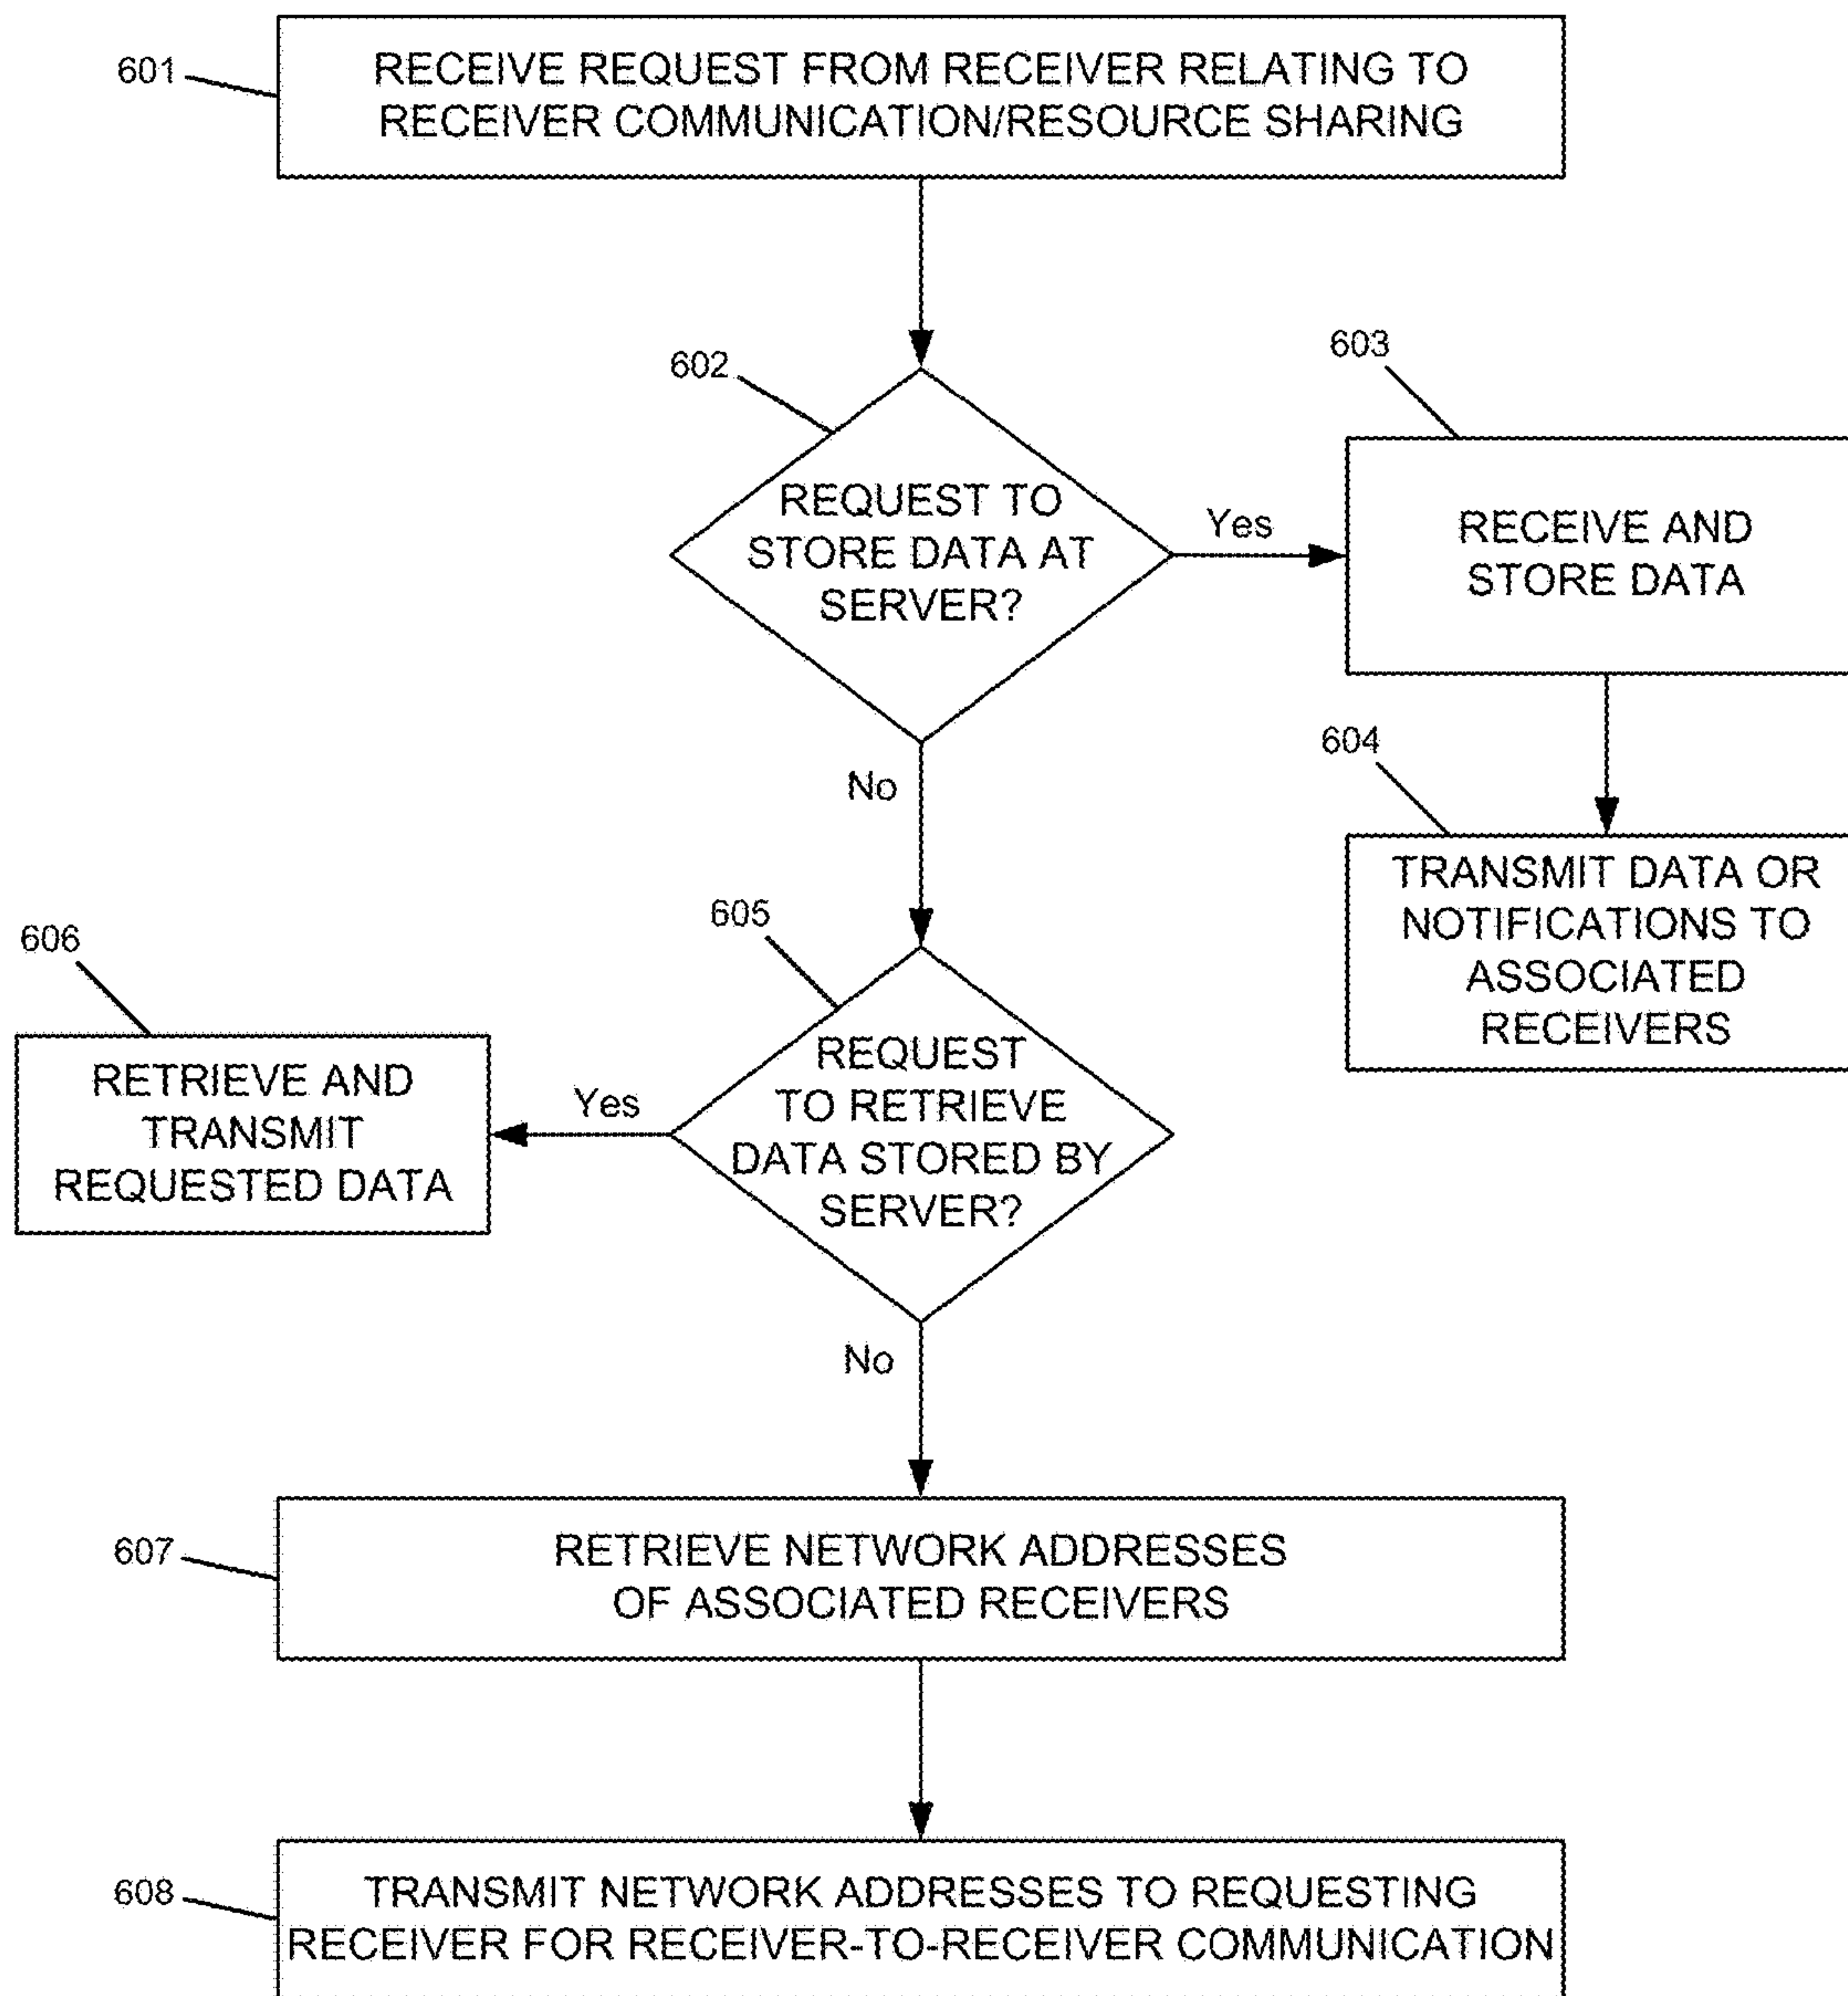 601
RECEIVE REQUEST FROM RECEIVER RELATING TO
RECEIVER COMMUNICATION/RESOURCE SHARING
602
REQUEST TO
STORE DATA AT
SERVER?
Yes
603
RECEIVE AND
STORE DATA
No
604
TRANSMIT DATA OR
NOTIFICATIONS TO
ASSOCIATED
RECEIVERS
605
REQUEST
TO RETRIEVE
DATA STORED BY
SERVER?
Yes
606
RETRIEVE AND
TRANSMIT
REQUESTED DATA
No
607
RETRIEVE NETWORK ADDRESSES
OF ASSOCIATED RECEIVERS
608
TRANSMIT NETWORK ADDRESSES TO REQUESTING
RECEIVER FOR RECEIVER-TO-RECEIVER COMMUNICATION